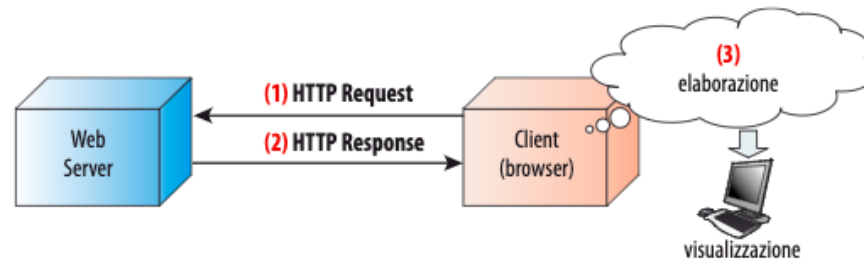 (3)
elaborazione
(1) HTTP Request
Web
Server
(2) HTTP Response
Client
(browser)
visualizzazione